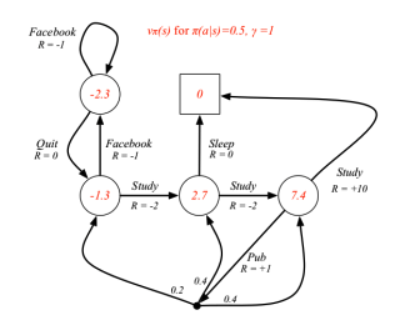 Facebook
R = -1
vπ(s) for π(a|s)=0.5, γ =1
-2.3
0
Quit
R = 0
Facebook
R = -1
Sleep
R = 0
Study
R = +10
-1.3
Study
R = -2
2.7
Study
R = -2
7.4
Pub
R = +1
0.2
0.4
0.4